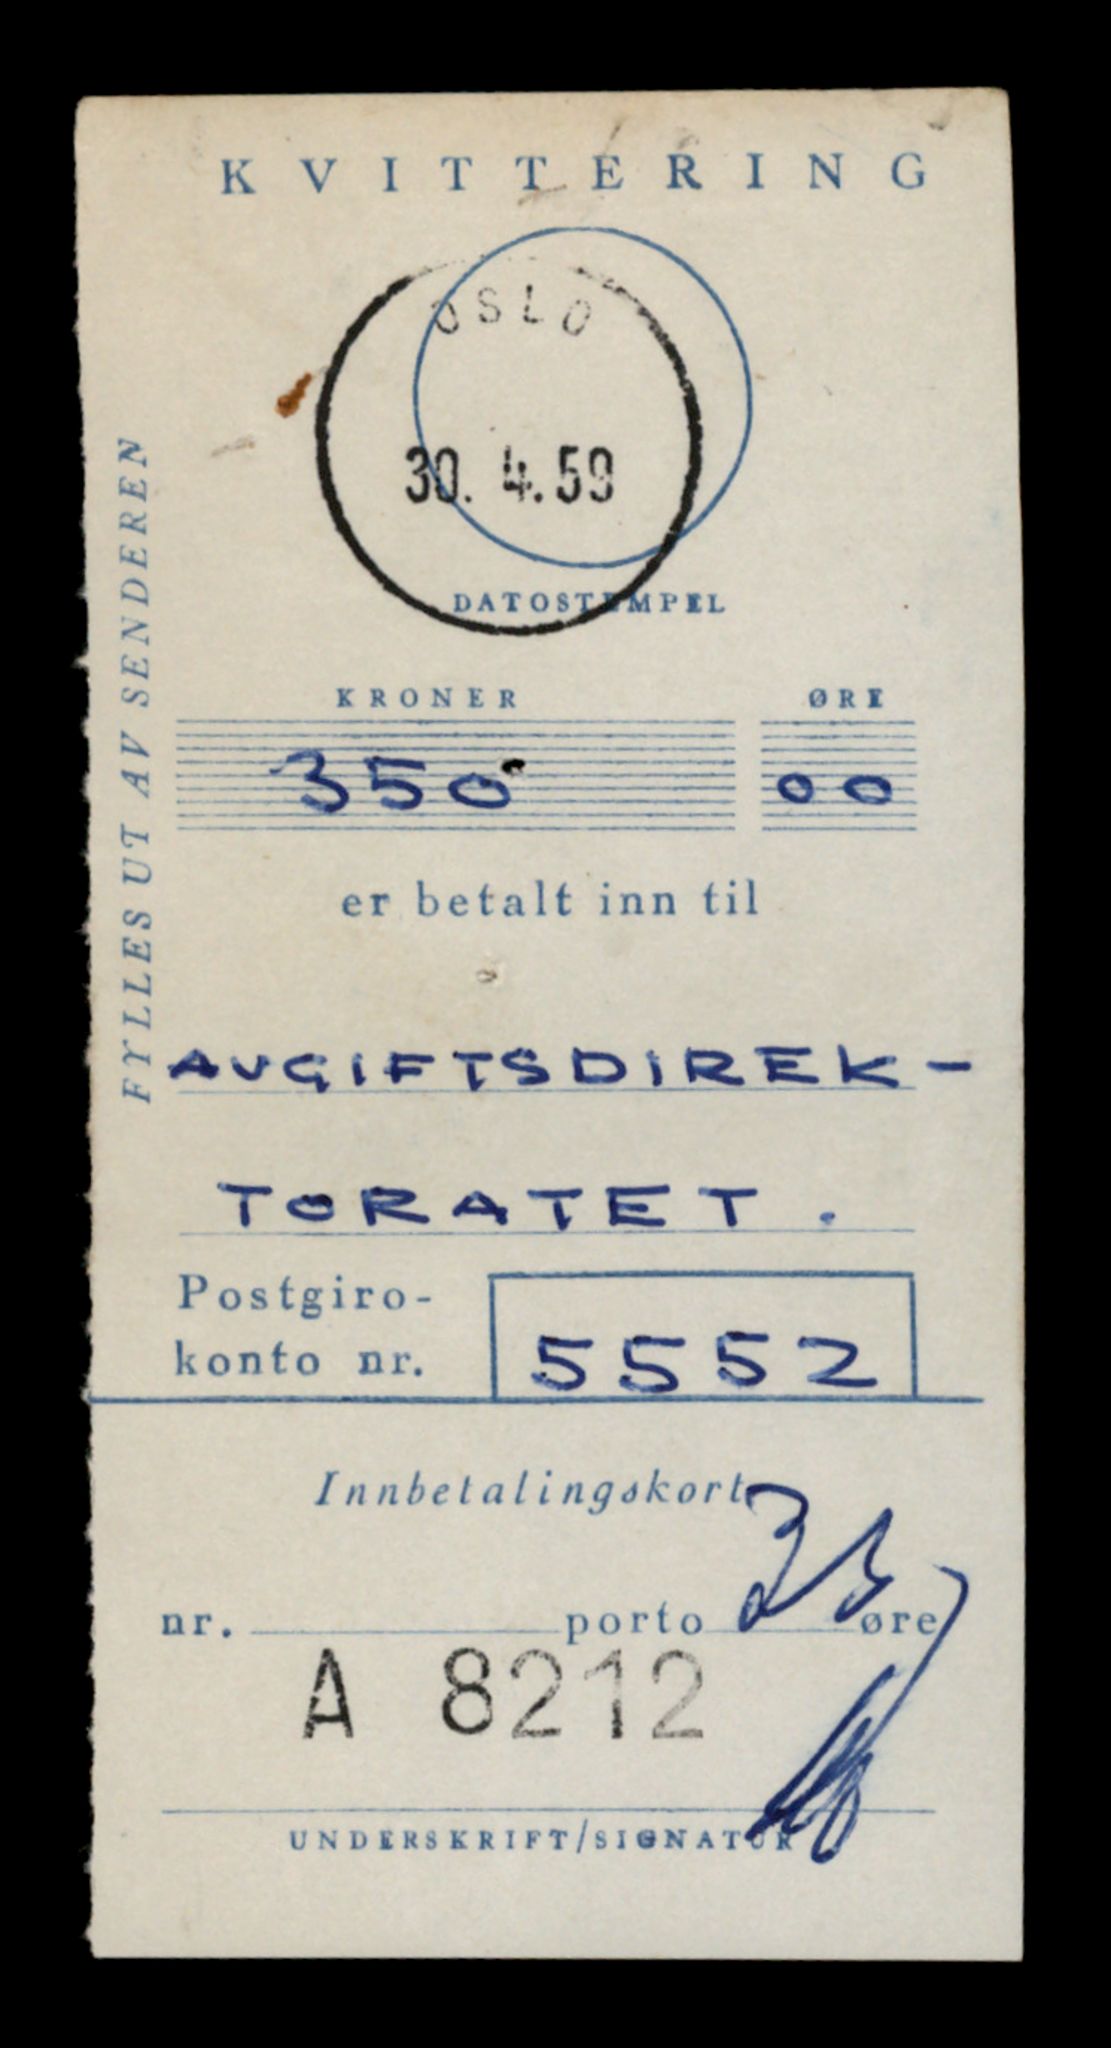 KVITTERING
OSLO
30. 4.59
DATOSTEMPEL
FYLLES UT AV SENDEREN
KRONER ØRE
350 00
er betalt inn til
AVGIFTSDIREK-
TORATET.
Postgiro-
konto nr. 5552
Innbetalingskort
nr. porto øre
A 8212
UNDERSKRIFT/SIGNATUR